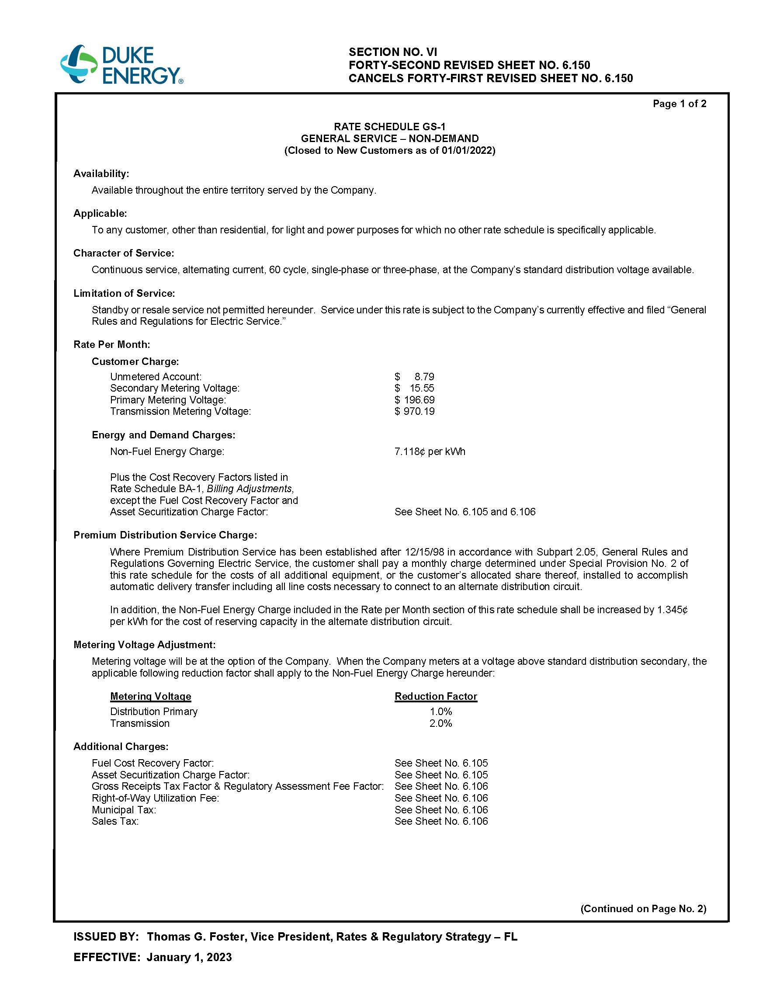 DUKE
ENERGY®
SECTION NO. VI
FORTY-SECOND REVISED SHEET NO. 6.150
CANCELS FORTY-FIRST REVISED SHEET NO. 6.150
Page 1 of 2
RATE SCHEDULE GS-1
GENERAL SERVICE – NON-DEMAND
(Closed to New Customers as of 01/01/2022)
Availability:
Available throughout the entire territory served by the Company.
Applicable:
To any customer, other than residential, for light and power purposes for which no other rate schedule is specifically applicable.
Character of Service:
Continuous service, alternating current, 60 cycle, single-phase or three-phase, at the Company’s standard distribution voltage available.
Limitation of Service:
Standby or resale service not permitted hereunder. Service under this rate is subject to the Company’s currently effective and filed “General
Rules and Regulations for Electric Service.”
Rate Per Month:
Customer Charge:
Unmetered Account: $ 8.79
Secondary Metering Voltage: $ 15.55
Primary Metering Voltage: $ 196.69
Transmission Metering Voltage: $ 970.19
Energy and Demand Charges:
Non-Fuel Energy Charge: 7.118¢ per kWh
Plus the Cost Recovery Factors listed in
Rate Schedule BA-1, Billing Adjustments,
except the Fuel Cost Recovery Factor and
Asset Securitization Charge Factor: See Sheet No. 6.105 and 6.106
Premium Distribution Service Charge:
Where Premium Distribution Service has been established after 12/15/98 in accordance with Subpart 2.05, General Rules and
Regulations Governing Electric Service, the customer shall pay a monthly charge determined under Special Provision No. 2 of
this rate schedule for the costs of all additional equipment, or the customer’s allocated share thereof, installed to accomplish
automatic delivery transfer including all line costs necessary to connect to an alternate distribution circuit.
In addition, the Non-Fuel Energy Charge included in the Rate per Month section of this rate schedule shall be increased by 1.345¢
per kWh for the cost of reserving capacity in the alternate distribution circuit.
Metering Voltage Adjustment:
Metering voltage will be at the option of the Company. When the Company meters at a voltage above standard distribution secondary, the
applicable following reduction factor shall apply to the Non-Fuel Energy Charge hereunder:
Metering Voltage Reduction Factor
Distribution Primary 1.0%
Transmission 2.0%
Additional Charges:
Fuel Cost Recovery Factor: See Sheet No. 6.105
Asset Securitization Charge Factor: See Sheet No. 6.105
Gross Receipts Tax Factor & Regulatory Assessment Fee Factor: See Sheet No. 6.106
Right-of-Way Utilization Fee: See Sheet No. 6.106
Municipal Tax: See Sheet No. 6.106
Sales Tax: See Sheet No. 6.106
(Continued on Page No. 2)
ISSUED BY: Thomas G. Foster, Vice President, Rates & Regulatory Strategy – FL
EFFECTIVE: January 1, 2023